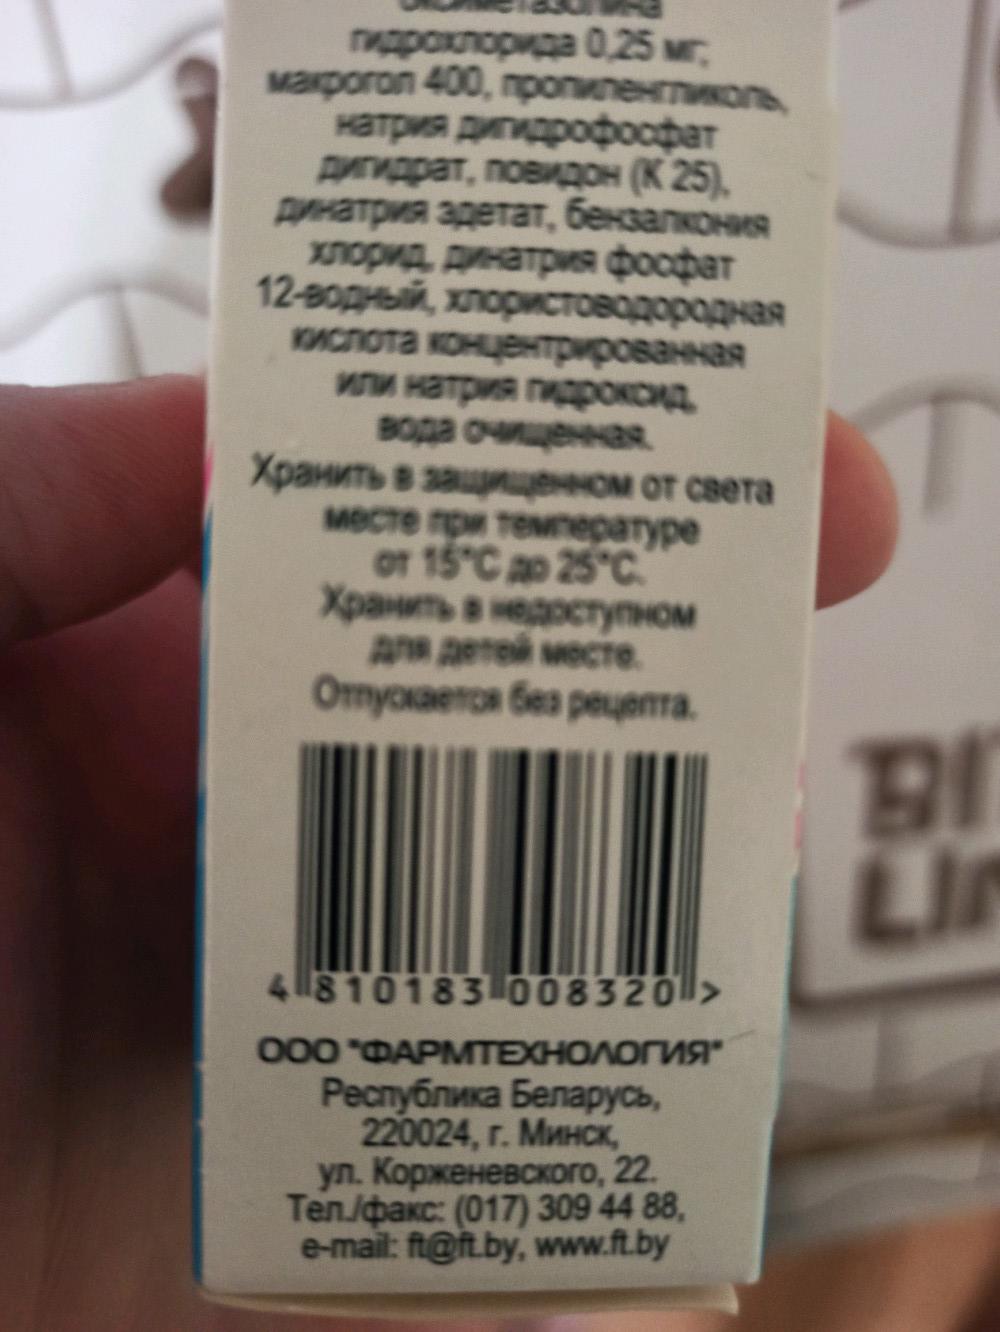 оксиметазолина
гидрохлорида 0,25 мг;
макрогол 400, пропиленгликоль,
натрия дигидрофосфат
дигидрат, повидон (К 25),
динатрия эдетат, бензалкония
хлорид, динатрия фосфат
12-водный, хлористоводородная
кислота концентрированная
или натрия гидроксид,
вода очищенная.
Хранить в защищенном от света
месте при температуре
от 15°С до 25°С.
Хранить в недоступном
для детей месте.
Отпускается без рецепта.
4 810183 008320 >
ООО "ФАРМТЕХНОЛОГИЯ"
Республика Беларусь,
220024, г. Минск,
ул. Корженевского, 22.
Тел./факс: (017) 309 44 88,
e-mail: ft@ft.by, www.ft.by